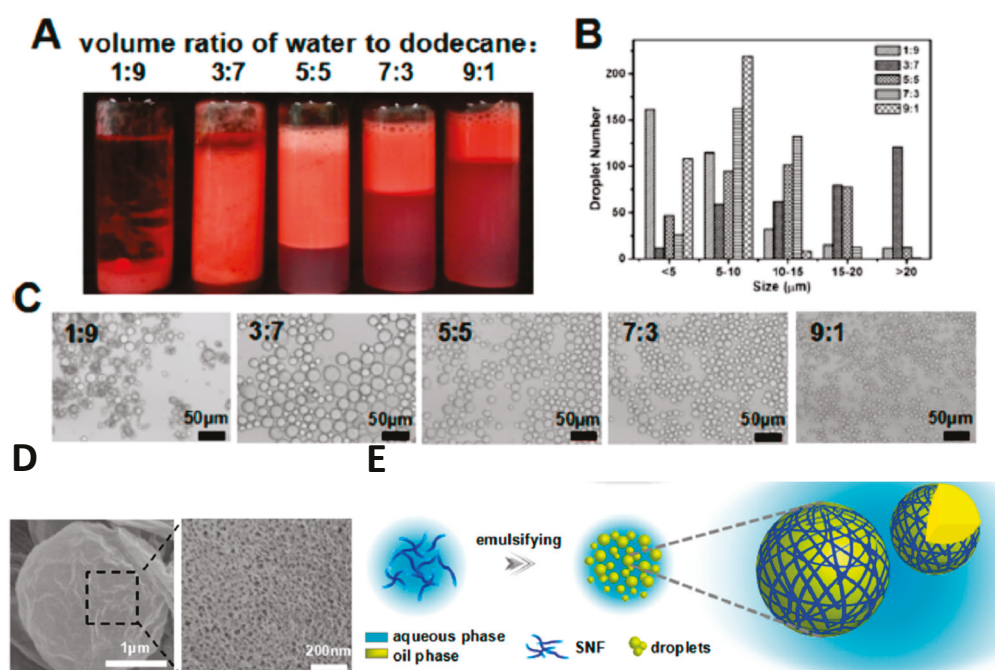 A
volume ratio of water to dodecane:
1:9 3:7 5:5 7:3 9:1
B
Droplet Number
200
150
100
50
0
1:9
3:7
5:5
7:3
9:1
<5 5-10 10-15 15-20 >20
Size (μm)
C
1:9 3:7 5:5 7:3 9:1
50μm 50μm 50μm 50μm 50μm
D
1μm
200nm
E
emulsifying
aqueous phase
oil phase
SNF
droplets